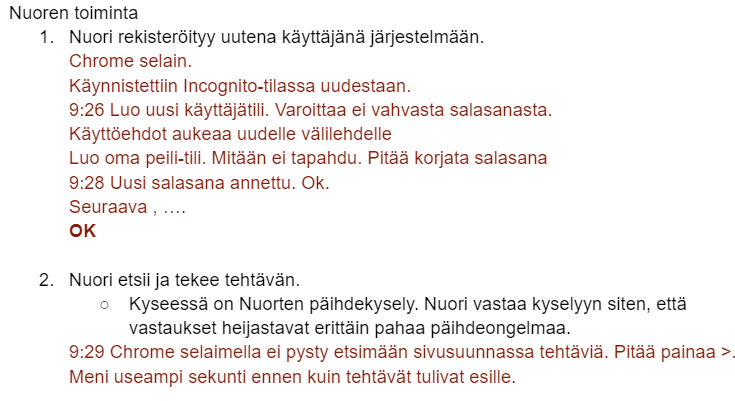 Nuoren toiminta
1. Nuori rekisteröityy uutena käyttäjänä järjestelmään.
Chrome selain.
Käynnistettiin Incognito-tilassa uudestaan.
9:26 Luo uusi käyttäjätili. Varoittaa ei vahvasta salasanasta.
Käyttöehdot aukeaa uudelle välilehdelle
Luo oma peili-tili. Mitään ei tapahdu. Pitää korjata salasana
9:28 Uusi salasana annettu. Ok.
Seuraava , ….
OK
2. Nuori etsii ja tekee tehtävän.
○ Kyseessä on Nuorten päihdekysely. Nuori vastaa kyselyyn siten, että
vastaukset heijastavat erittäin pahaa päihdeongelmaa.
9:29 Chrome selaimella ei pysty etsimään sivusuunnassa tehtäviä. Pitää painaa >.
Meni useampi sekunti ennen kuin tehtävät tulivat esille.